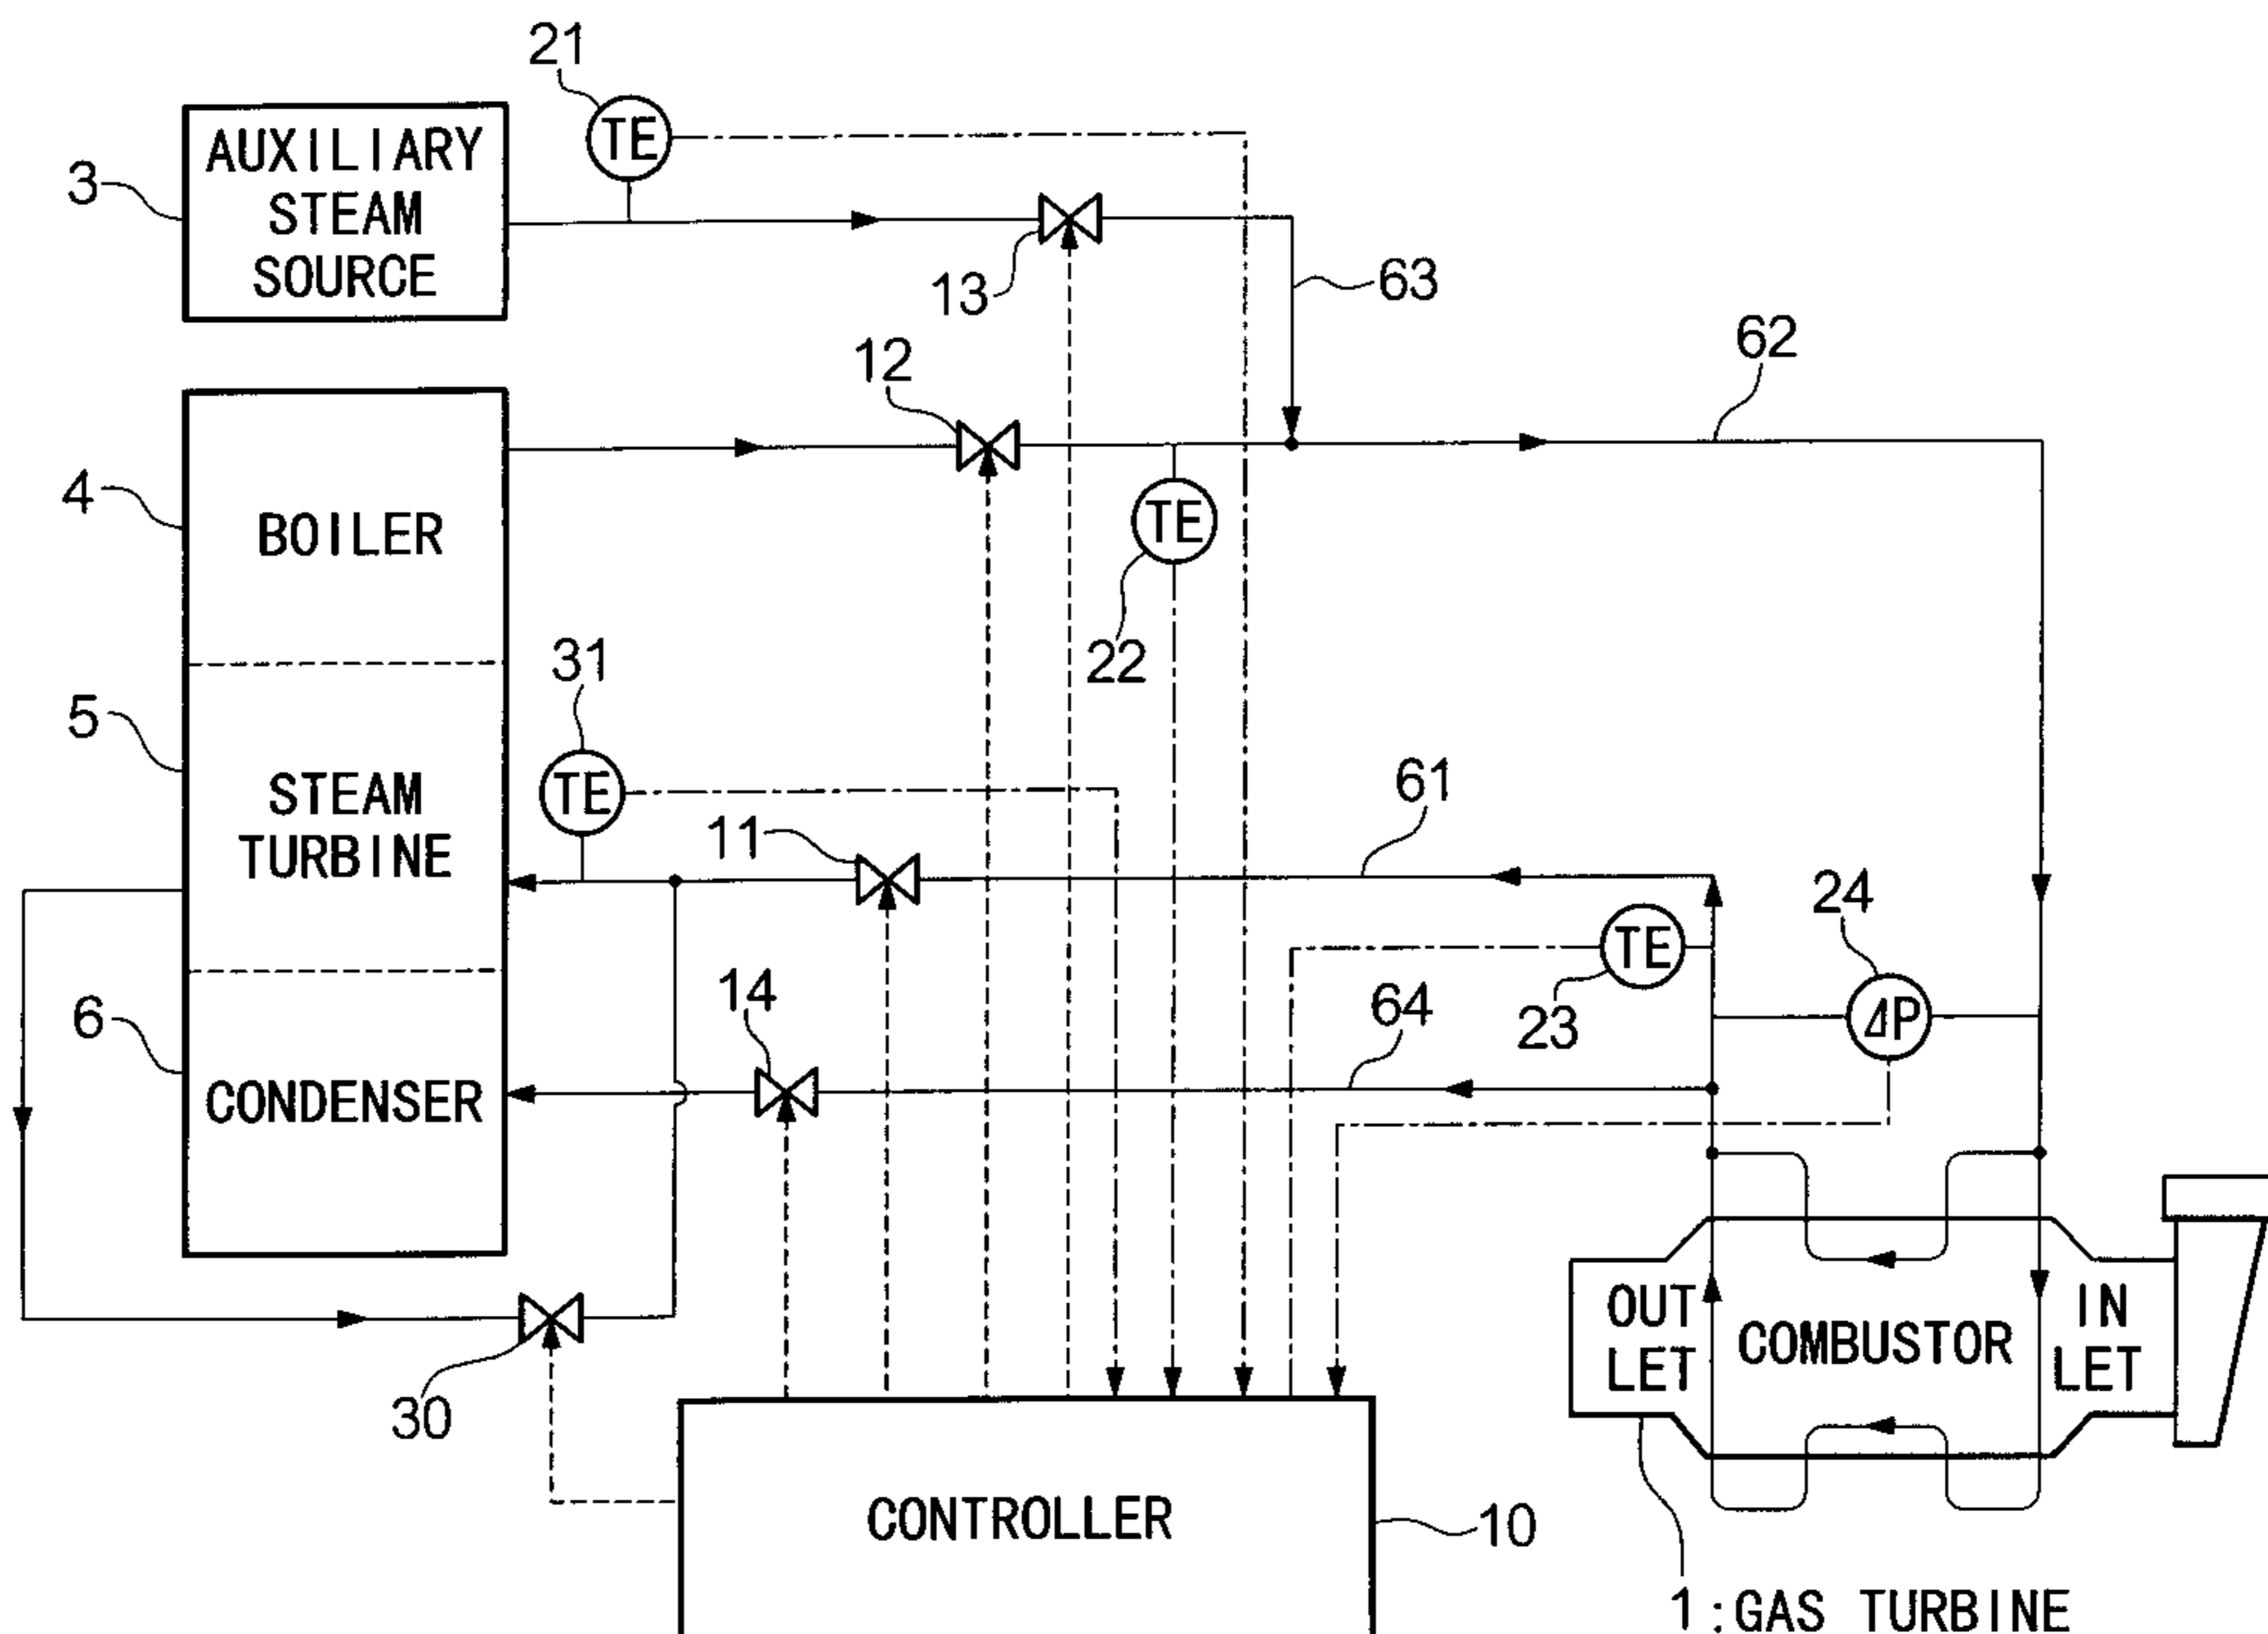 21
TE
3
AUXILIARY
STEAM
SOURCE
13
63
12
62
4
BOILER
TE
22
31
5
STEAM
TURBINE
TE
11
61
24
TE
ΔP
23
14
64
6
CONDENSER
OUT
LET
COMBUSTOR
IN
LET
30
CONTROLLER
10
1:GAS TURBINE